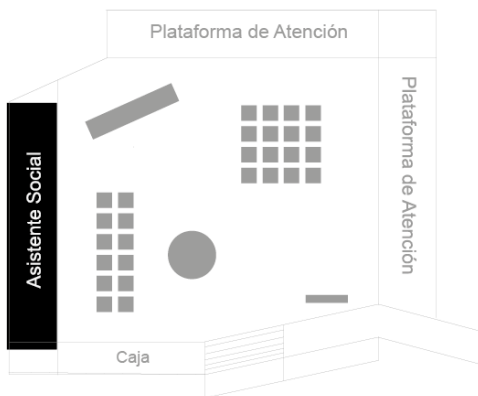 Plataforma de Atención
Plataforma de Atención
Asistente Social
Caja